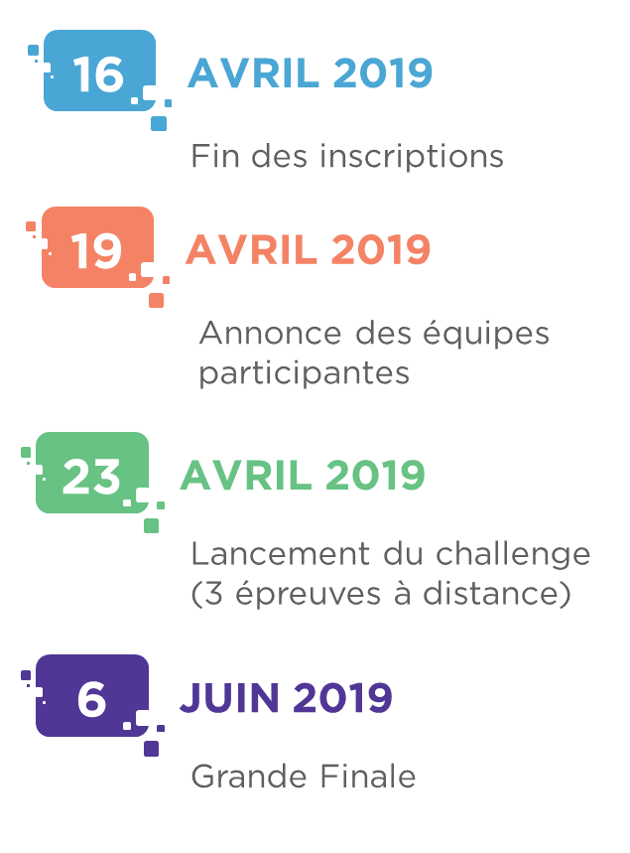 16 AVRIL 2019
Fin des inscriptions
19 AVRIL 2019
Annonce des équipes
participantes
23 AVRIL 2019
Lancement du challenge
(3 épreuves à distance)
6 JUIN 2019
Grande Finale